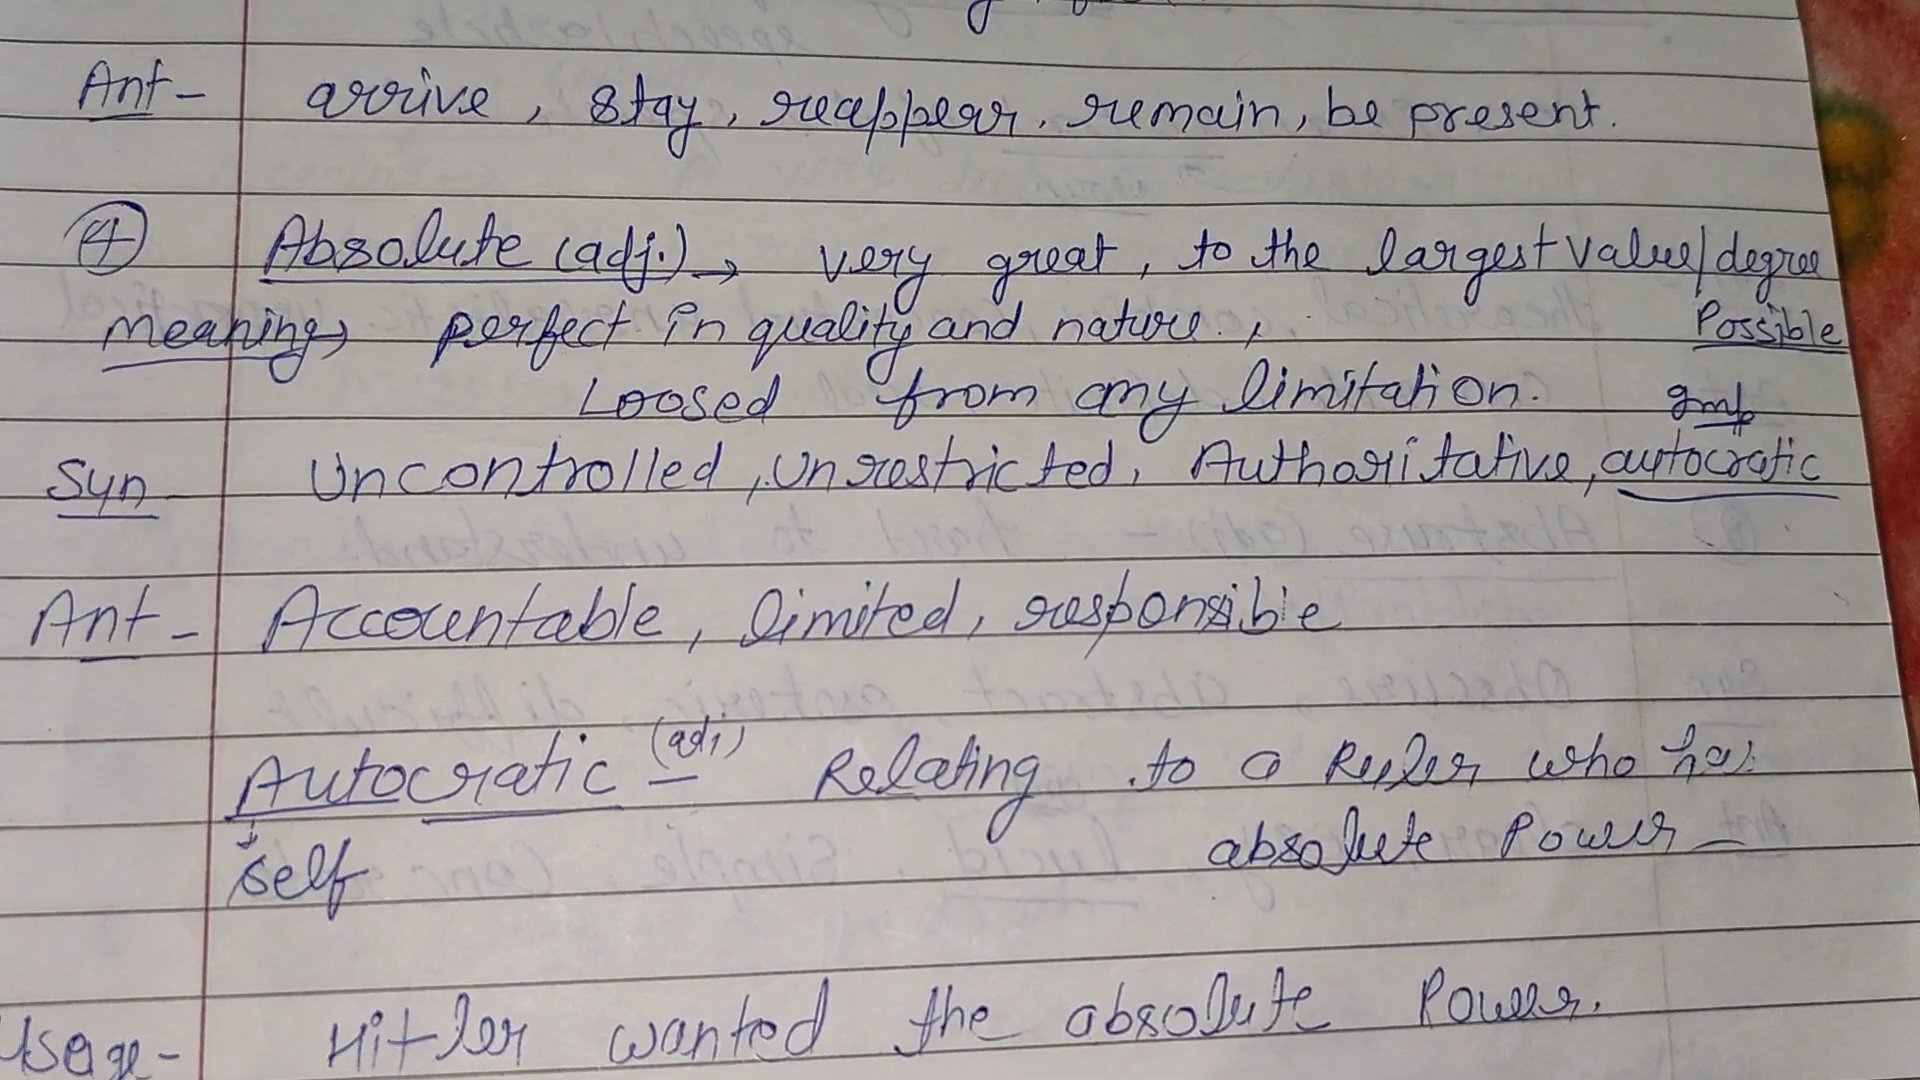 Ant- arrive, stay, reappear, remain, be present.
④ Absolute (adj.) → very great, to the largest value/degree
Possible
meaning→ perfect in quality and nature.,
Loosed from any limitation.
Imp
Syn - Uncontrolled, Unrestricted, Authoritative, autocratic
Ant - Accountable, limited, responsible
Autocratic (adj) - Relating to a Ruler who has
↓
self absolute Power -
Usage - Hitler wanted the absolute Power.